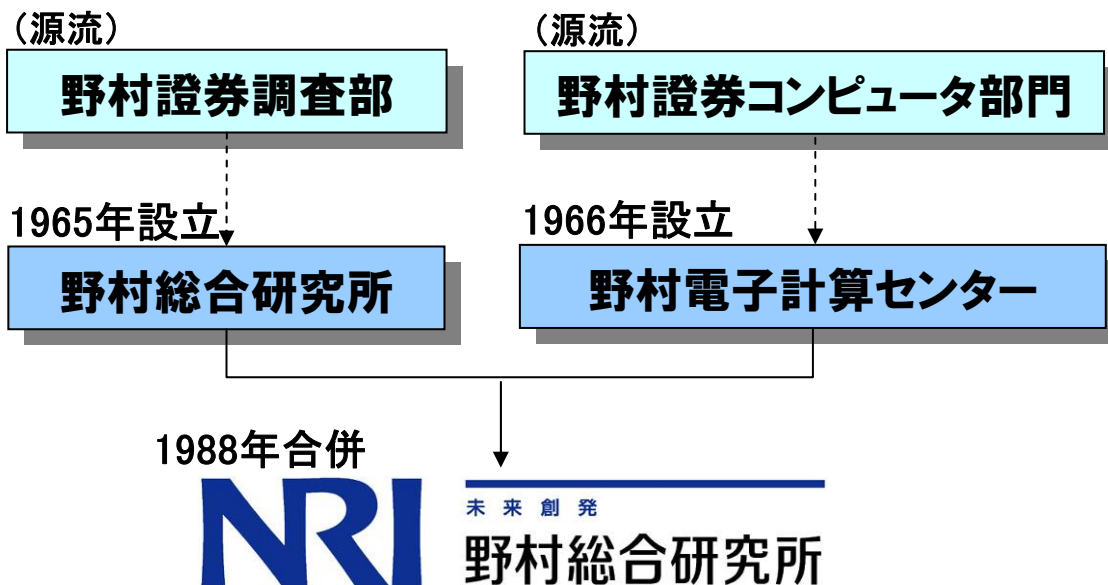 (源流)
野村證券調査部
(源流)
野村證券コンピュータ部門
1965年設立
野村総合研究所
1966年設立
野村電子計算センター
1988年合併
NRI
未来創発
野村総合研究所